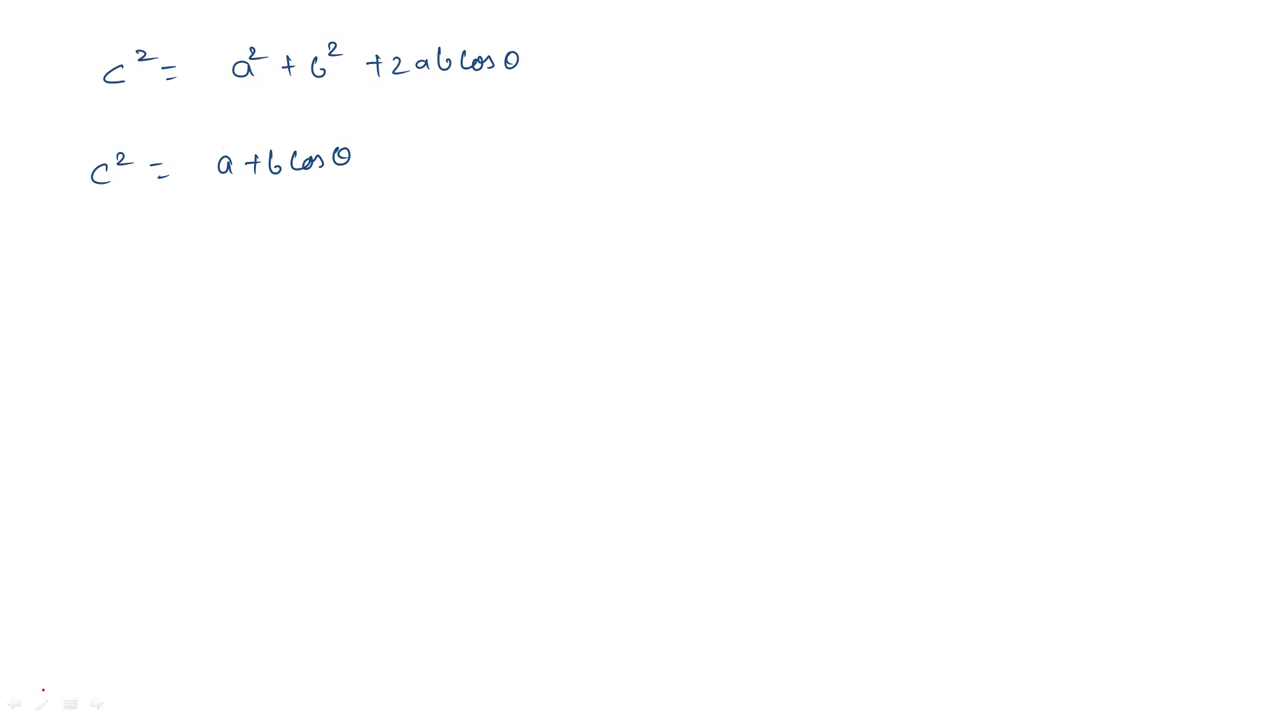 c² = a² + b² + 2ab cos θ
c² = a + b cos θ